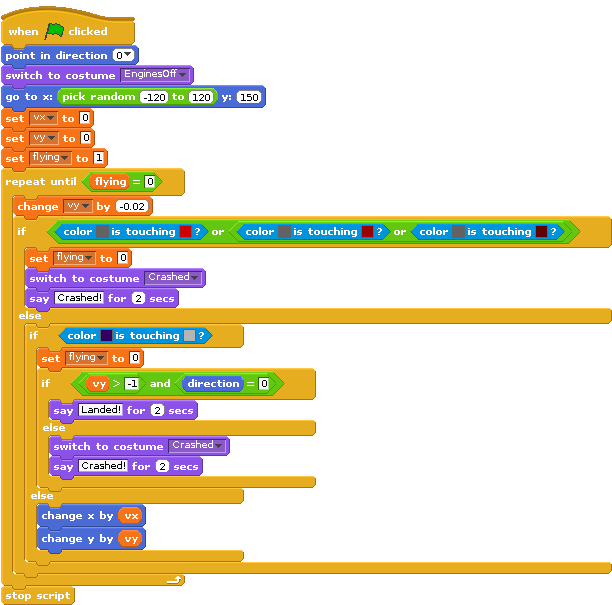 when clicked
point in direction 0
switch to costume EnginesOff
go to x: pick random -120 to 120 y: 150
set vx to 0
set vy to 0
set flying to 1
repeat until flying = 0
change vy by -0.02
if color is touching ? or color is touching ? or color is touching ?
set flying to 0
switch to costume Crashed
say Crashed! for 2 secs
else
if color is touching ?
set flying to 0
if vy > -1 and direction = 0
say Landed! for 2 secs
else
switch to costume Crashed
say Crashed! for 2 secs
else
change x by vx
change y by vy
stop script